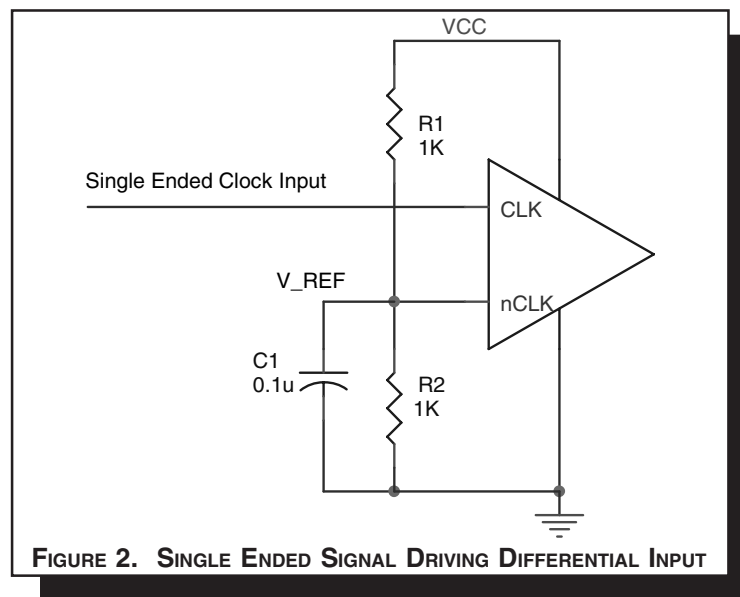 VCC
R1
1K
Single Ended Clock Input
CLK
V_REF
nCLK
C1
0.1u
R2
1K
FIGURE 2. SINGLE ENDED SIGNAL DRIVING DIFFERENTIAL INPUT